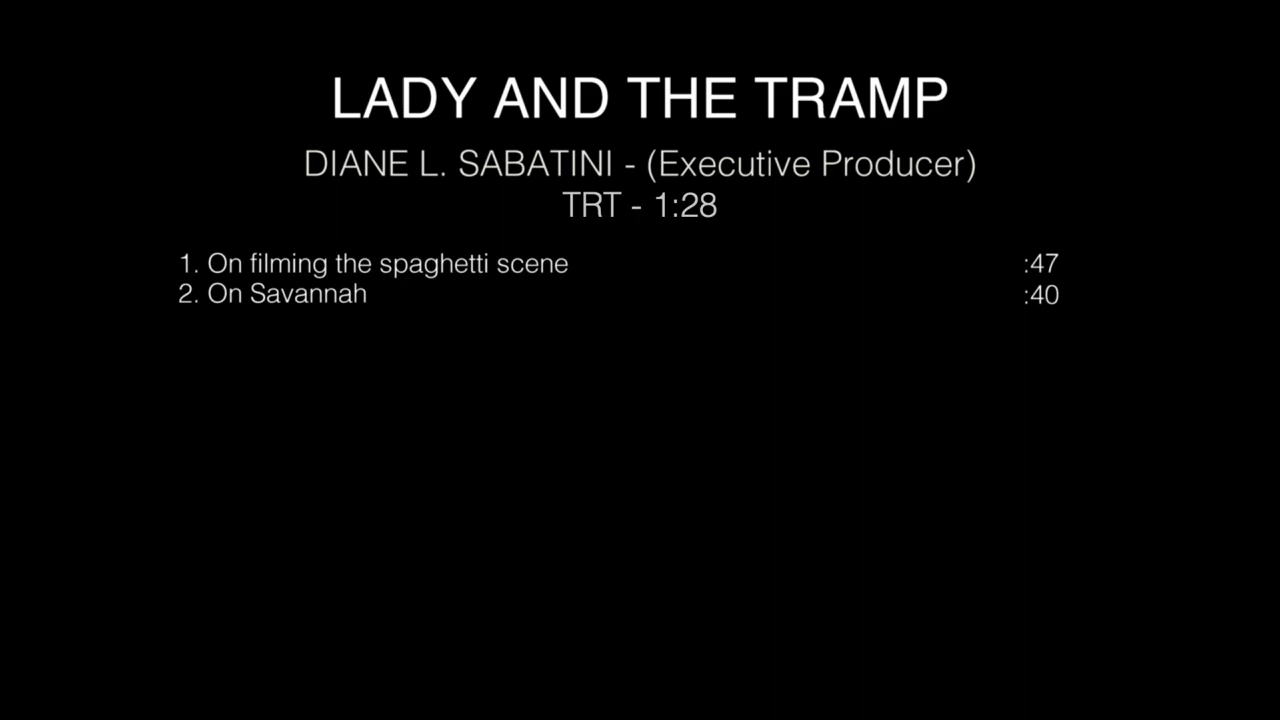 LADY AND THE TRAMP
DIANE L. SABATINI - (Executive Producer)
TRT - 1:28
1. On filming the spaghetti scene :47
2. On Savannah :40